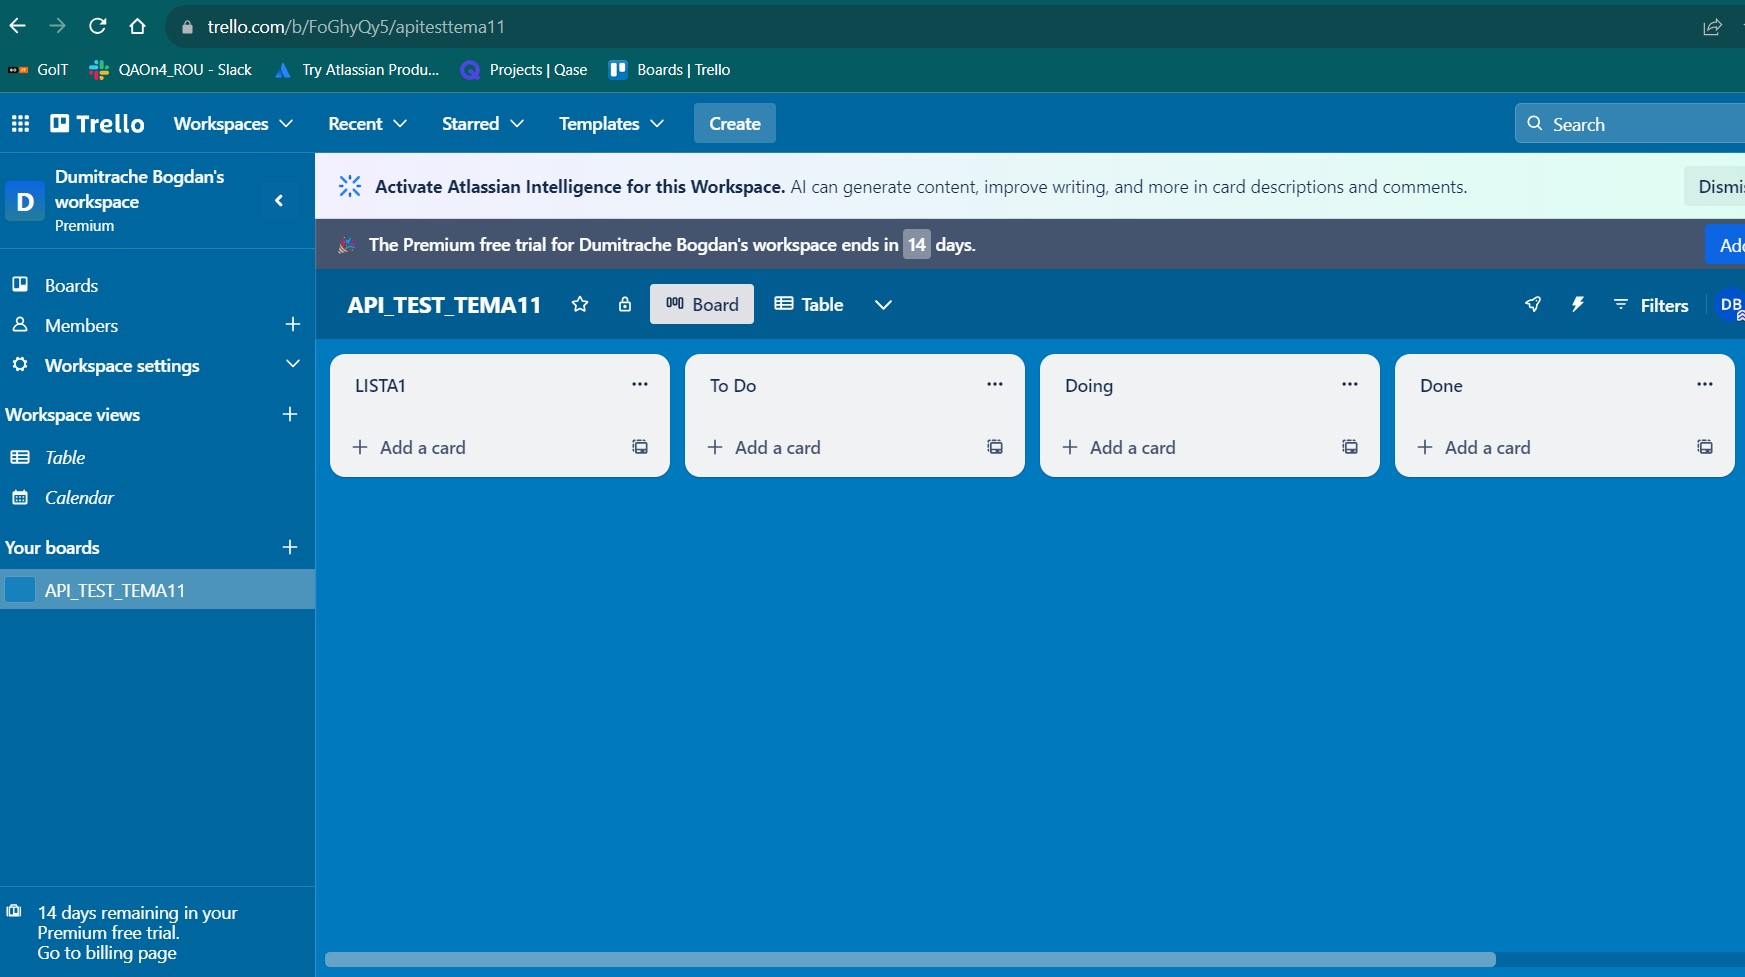 trello.com/b/FoGhyQy5/apitesttema11
GoIT QAOn4_ROU - Slack Try Atlassian Produ... Projects | Qase Boards | Trello
Trello Workspaces Recent Starred Templates Create Search
D Dumitrache Bogdan's
workspace
Premium
Boards
Members
Workspace settings
Workspace views
Table
Calendar
Your boards
API_TEST_TEMA11
14 days remaining in your
Premium free trial.
Go to billing page
Activate Atlassian Intelligence for this Workspace. AI can generate content, improve writing, and more in card descriptions and comments. Dismi
The Premium free trial for Dumitrache Bogdan's workspace ends in 14 days. Add
API_TEST_TEMA11 Board Table Filters DB
LISTA1 To Do Doing Done
Add a card Add a card Add a card Add a card